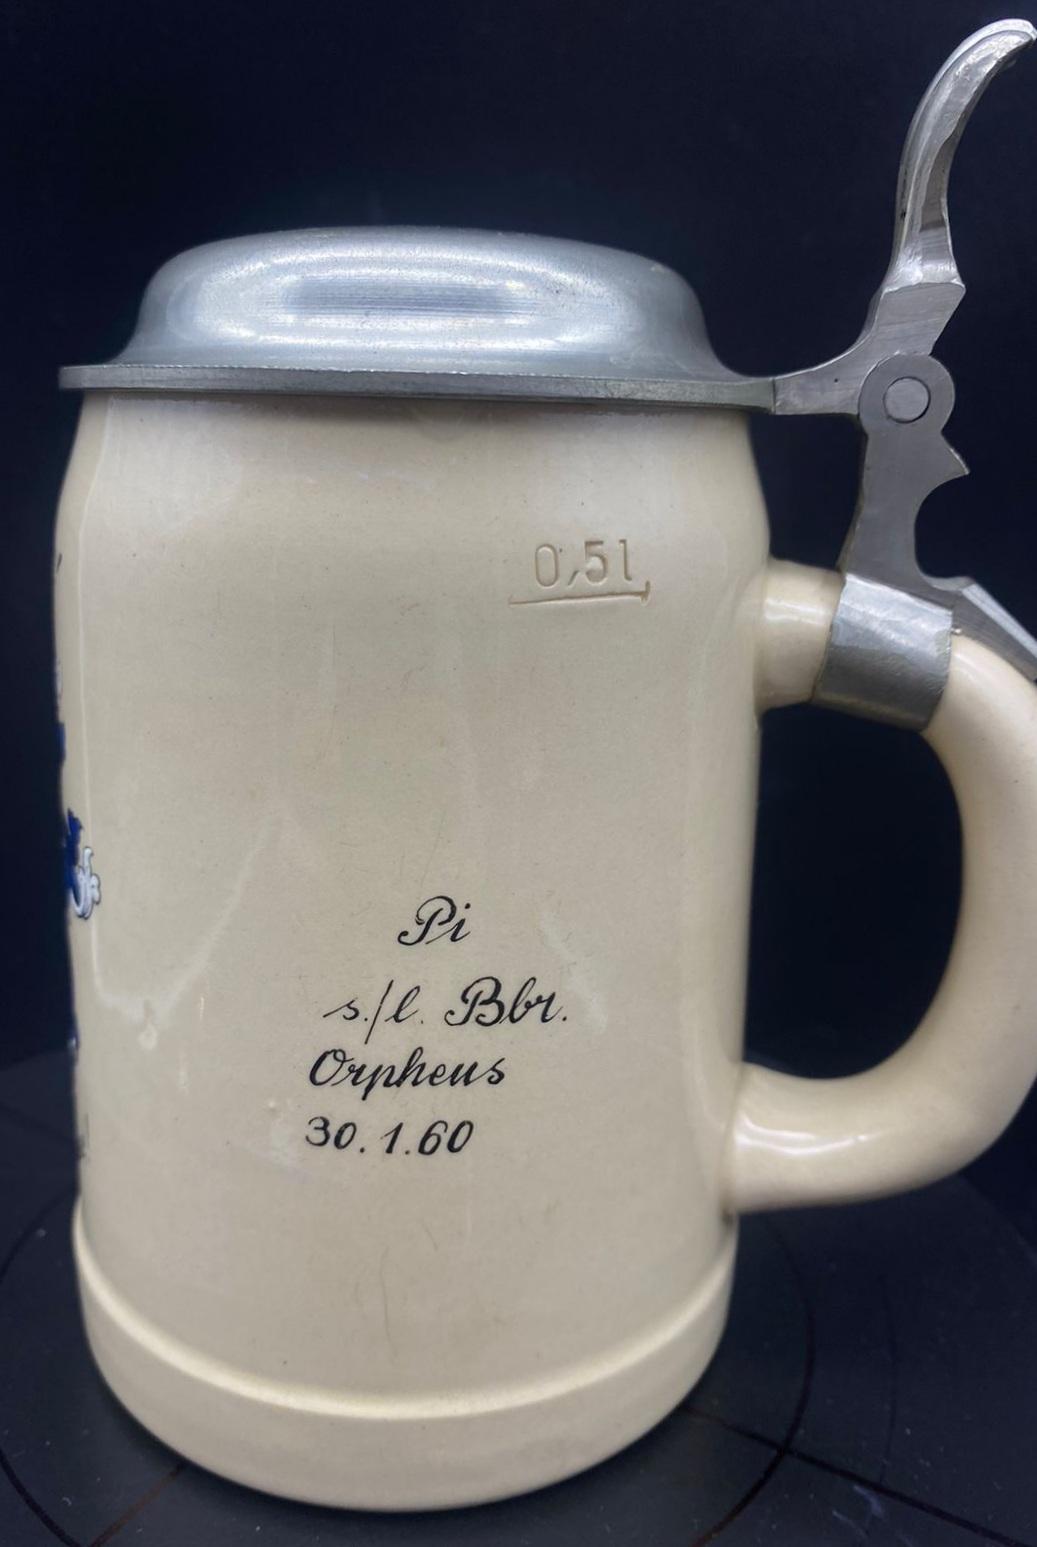 0,5l
Pi
s./l. Bbr.
Orpheus
30.1.60